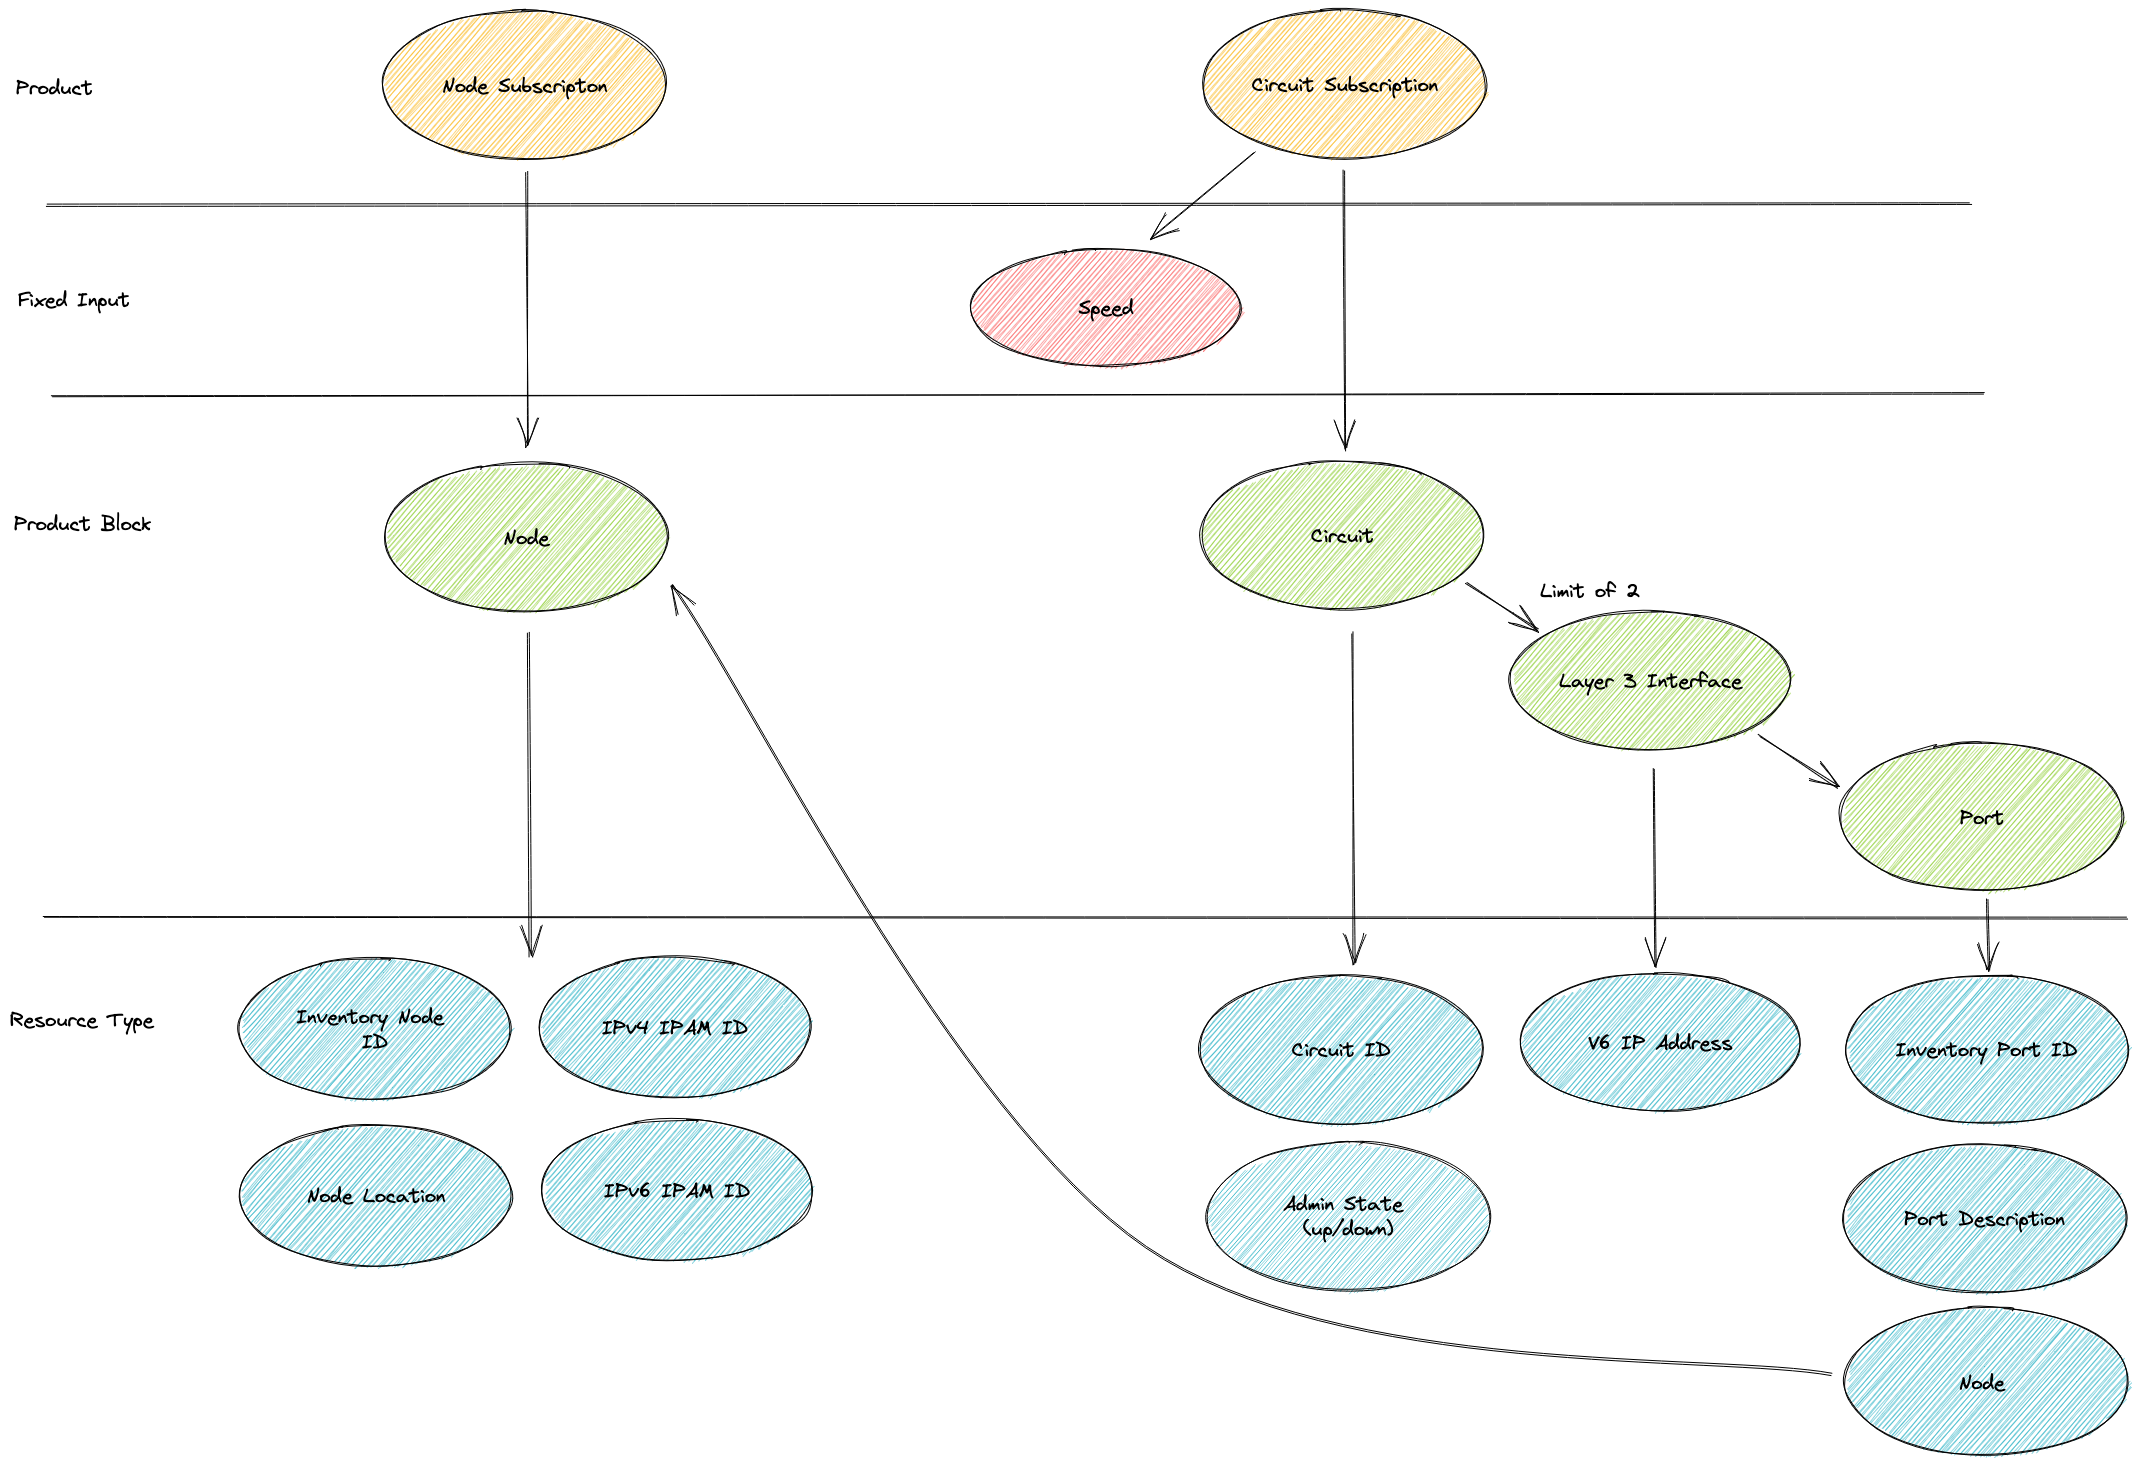 Product
Node Subscripton
Circuit Subscription
Fixed Input
Speed
Product Block
Node
Circuit
Limit of 2
Layer 3 Interface
Port
Resource Type
Inventory Node
ID
IPv4 IPAM ID
Circuit ID
V6 IP Address
Inventory Port ID
Node Location
IPv6 IPAM ID
Admin State
(up/down)
Port Description
Node